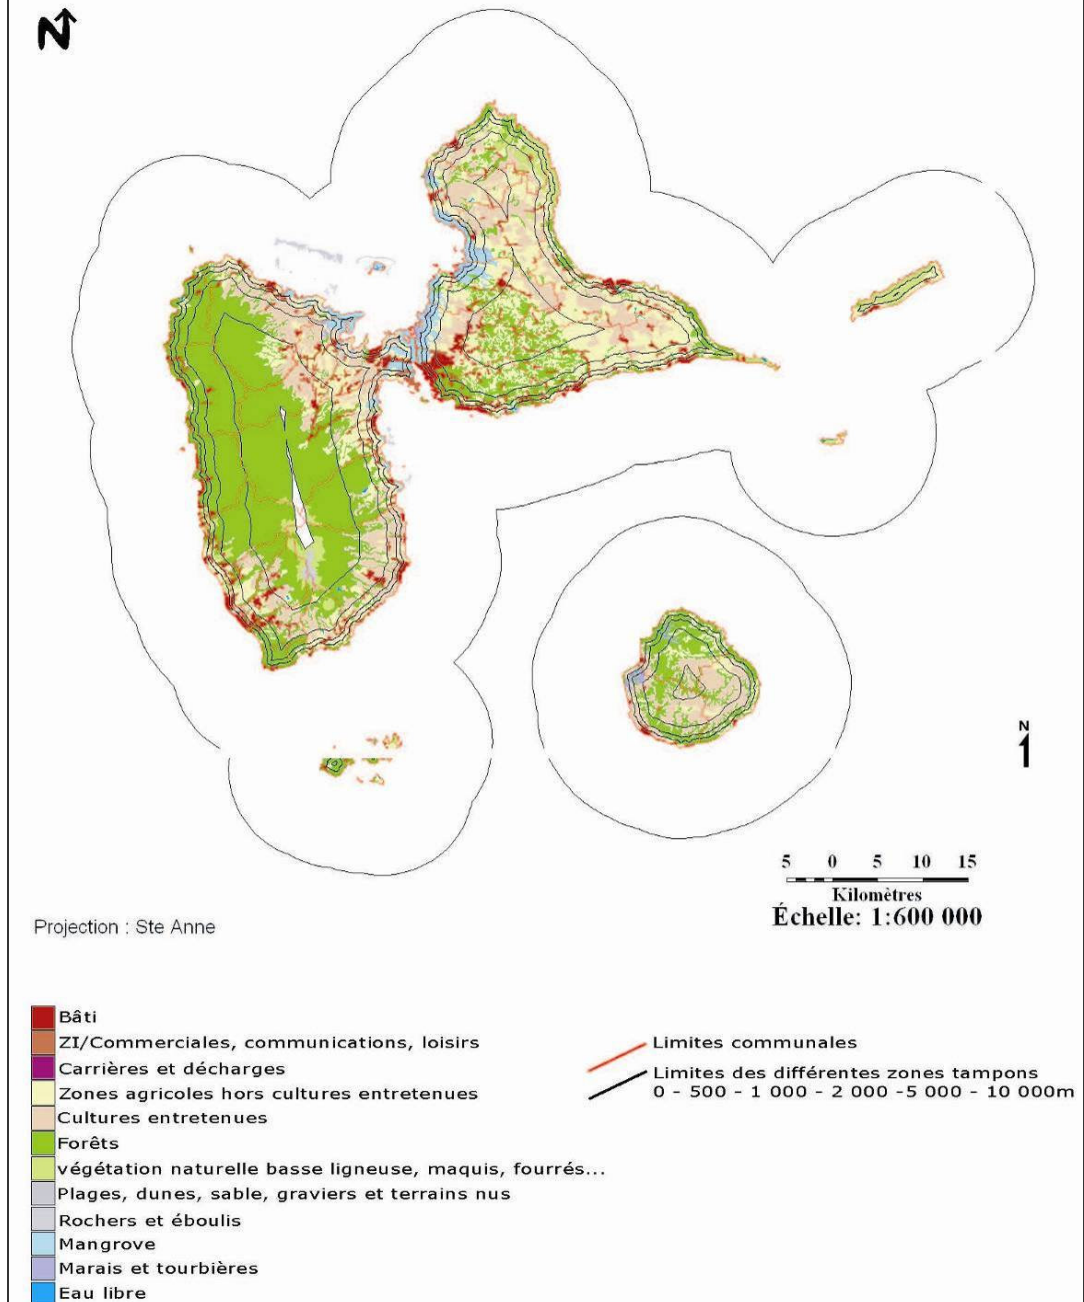 N
N
5 0 5 10 15
Kilomètres
Échelle: 1:600 000
Projection : Ste Anne
Bâti
ZI/Commerciales, communications, loisirs
Carrières et décharges
Zones agricoles hors cultures entretenues
Cultures entretenues
Forêts
végétation naturelle basse ligneuse, maquis, fourrés...
Plages, dunes, sable, graviers et terrains nus
Rochers et éboulis
Mangrove
Marais et tourbières
Eau libre
Limites communales
Limites des différentes zones tampons
0 - 500 - 1 000 - 2 000 -5 000 - 10 000m